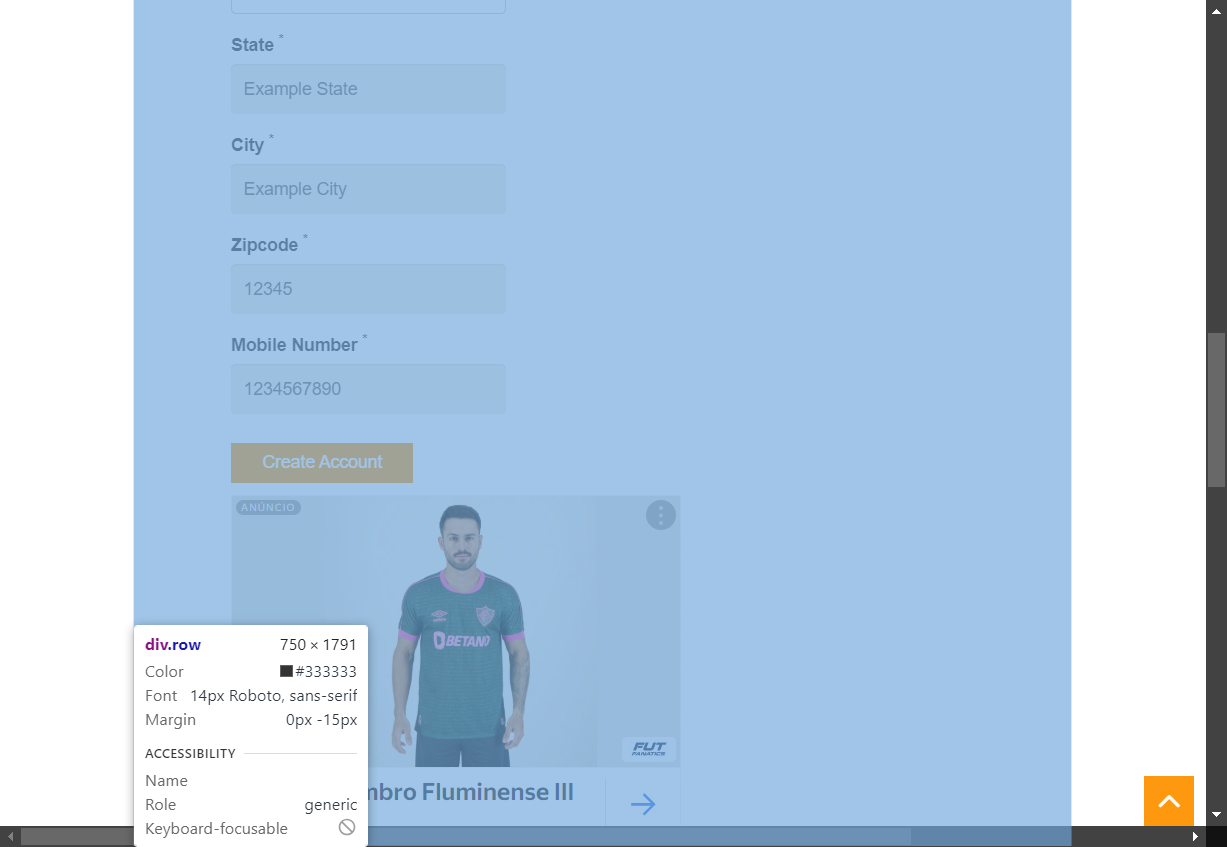 State *
Example State
City *
Example City
Zipcode *
12345
Mobile Number *
1234567890
Create Account
ANÚNCIO
BETANO
FUT
FANATICS
Fluminense III
div.row 750 × 1791
Color #333333
Font 14px Roboto, sans-serif
Margin 0px -15px
ACCESSIBILITY
Name
Role generic
Keyboard-focusable